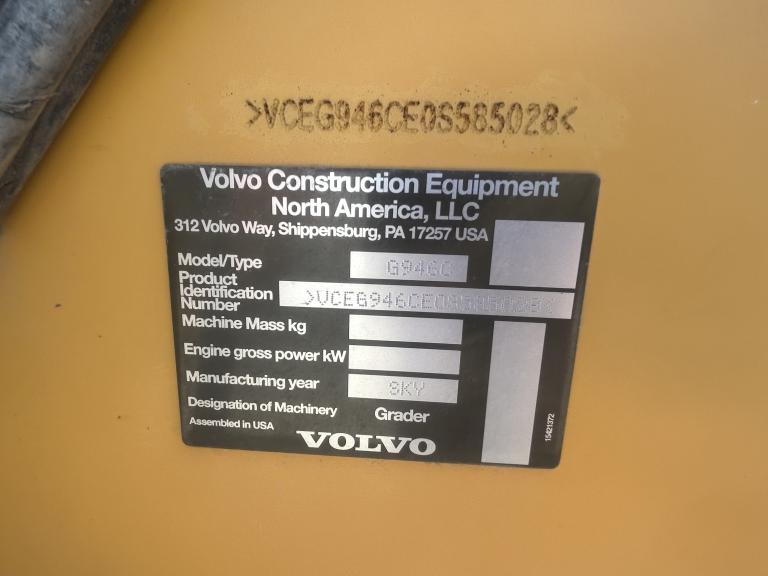 >VCEG946CE0S585028<
Volvo Construction Equipment
North America, LLC
312 Volvo Way, Shippensburg, PA 17257 USA
Model/Type G946C
Product
Identification
Number >VCEG946CE0S585028<
Machine Mass kg
Engine gross power kW
Manufacturing year SKY
Designation of Machinery Grader
Assembled in USA
VOLVO
15421372